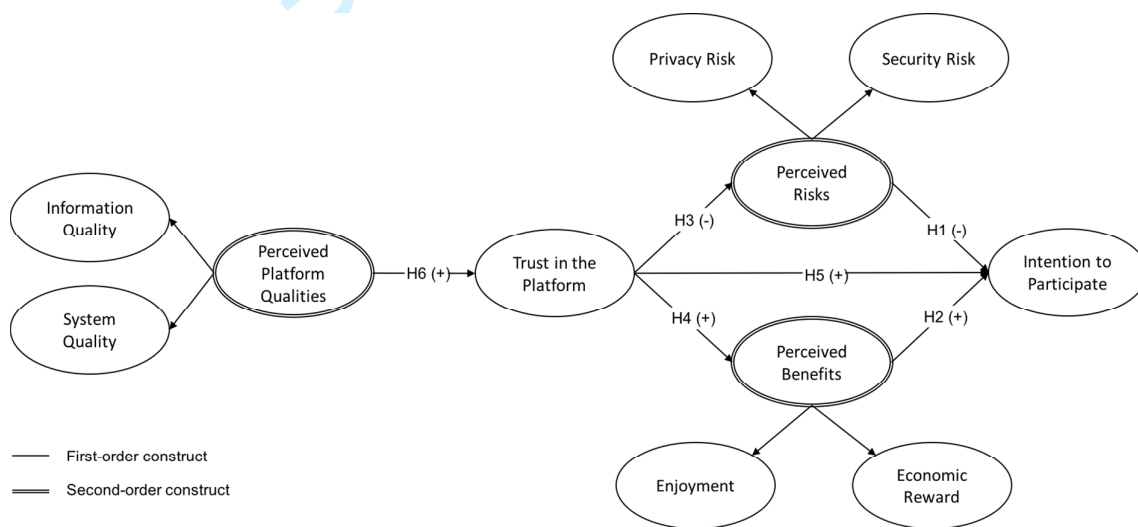 Privacy Risk
Security Risk
Perceived
Risks
Information
Quality
H3 (-)
H1 (-)
Perceived
Platform
Qualities
H6 (+)
Trust in the
Platform
H5 (+)
Intention to
Participate
System
Quality
H4 (+)
H2 (+)
Perceived
Benefits
First-order construct
Second-order construct
Enjoyment
Economic
Reward